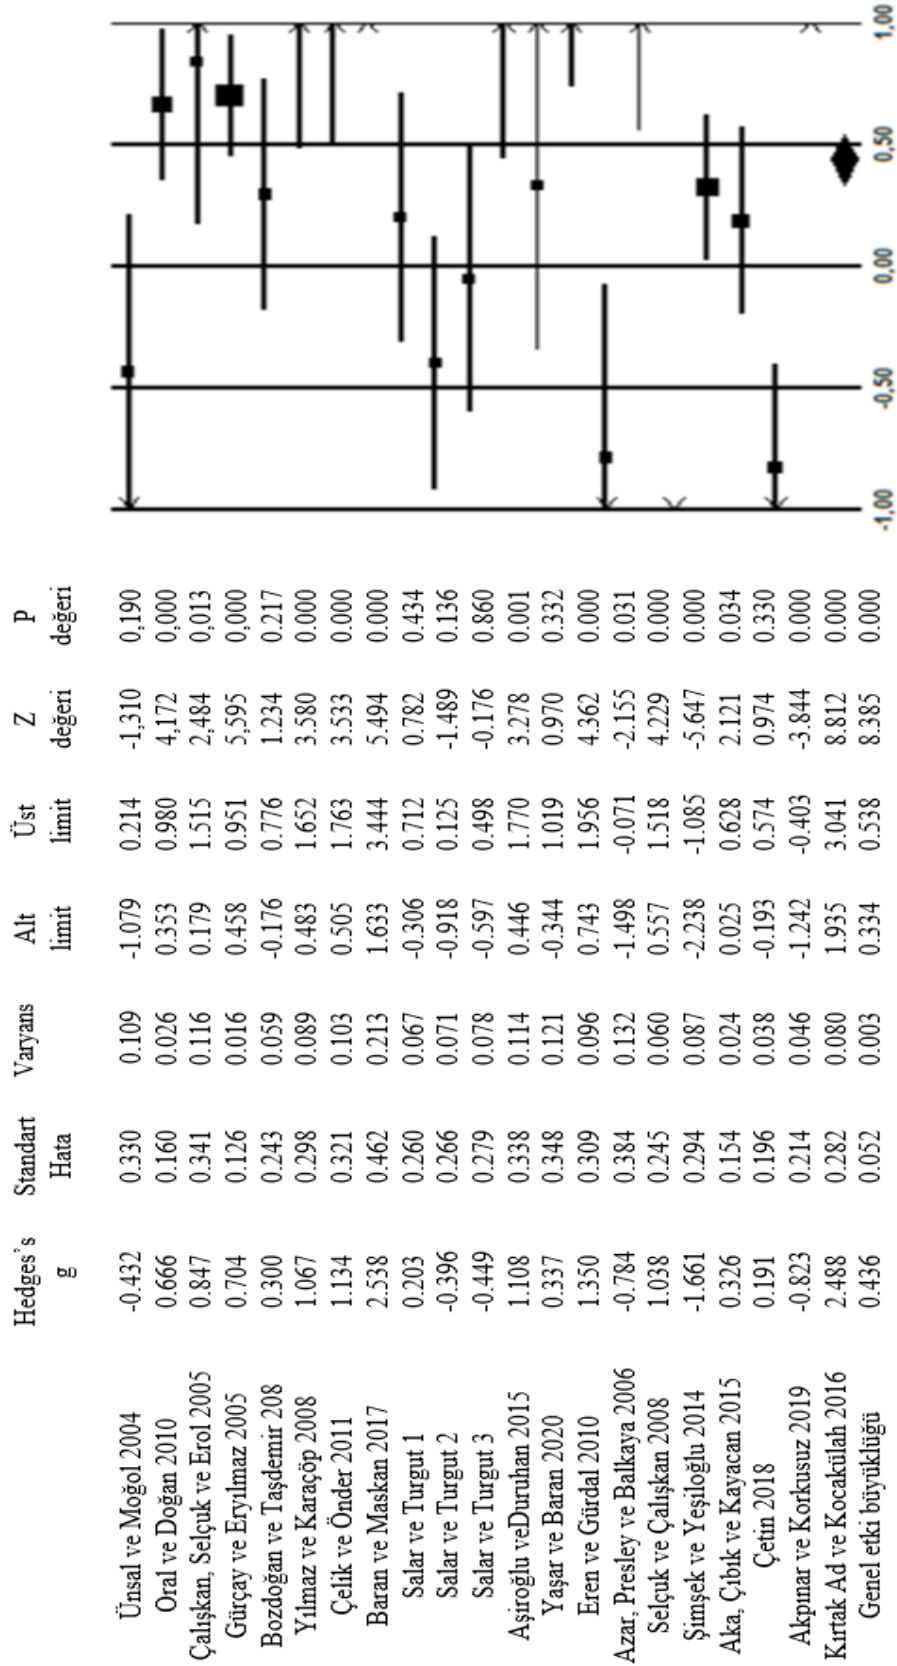 Hedges's g Standart Hata Varyans Alt limit Üst limit Z değeri P değeri
Ünsal ve Moğol 2004 -0.432 0.330 0.109 -1.079 0.214 -1,310 0,190
Oral ve Doğan 2010 0.666 0.160 0.026 0.353 0.980 4,172 0,000
Çalışkan, Selçuk ve Erol 2005 0.847 0.341 0.116 0.179 1.515 2,484 0,013
Gürçay ve Eryılmaz 2005 0.704 0.126 0.016 0.458 0.951 5,595 0,000
Bozdoğan ve Taşdemir 208 0.300 0.243 0.059 -0.176 0.776 1.234 0.217
Yılmaz ve Karaçöp 2008 1.067 0.298 0.089 0.483 1.652 3.580 0.000
Çelik ve Önder 2011 1.134 0.321 0.103 0.505 1.763 3.533 0.000
Baran ve Maskan 2017 2.538 0.462 0.213 1.633 3.444 5.494 0.000
Salar ve Turgut 1 0.203 0.260 0.067 -0.306 0.712 0.782 0.434
Salar ve Turgut 2 -0.396 0.266 0.071 -0.918 0.125 -1.489 0.136
Salar ve Turgut 3 -0.449 0.279 0.078 -0.597 0.498 -0.176 0.860
Aşiroğlu veDuruhan 2015 1.108 0.338 0.114 0.446 1.770 3.278 0.001
Yaşar ve Baran 2020 0.337 0.348 0.121 -0.344 1.019 0.970 0.332
Eren ve Gürdal 2010 1.350 0.309 0.096 0.743 1.956 4.362 0.000
Azar, Presley ve Balkaya 2006 -0.784 0.384 0.132 -1.498 -0.071 -2.155 0.031
Selçuk ve Çalışkan 2008 1.038 0.245 0.060 0.557 1.518 4.229 0.000
Şimşek ve Yeşiloğlu 2014 -1.661 0.294 0.087 -2.238 -1.085 -5.647 0.000
Aka, Çıbık ve Kayacan 2015 0.326 0.154 0.024 0.025 0.628 2.121 0.034
Çetin 2018 0.191 0.196 0.038 -0.193 0.574 0.974 0.330
Akpınar ve Korkusuz 2019 -0.823 0.214 0.046 -1.242 -0.403 -3.844 0.000
Kırtak Ad ve Kocakülah 2016 2.488 0.282 0.080 1.935 3.041 8.812 0.000
Genel etki büyüklüğü 0.436 0.052 0.003 0.334 0.538 8.385 0.000
-1,00 -0,50 0,00 0,50 1,00